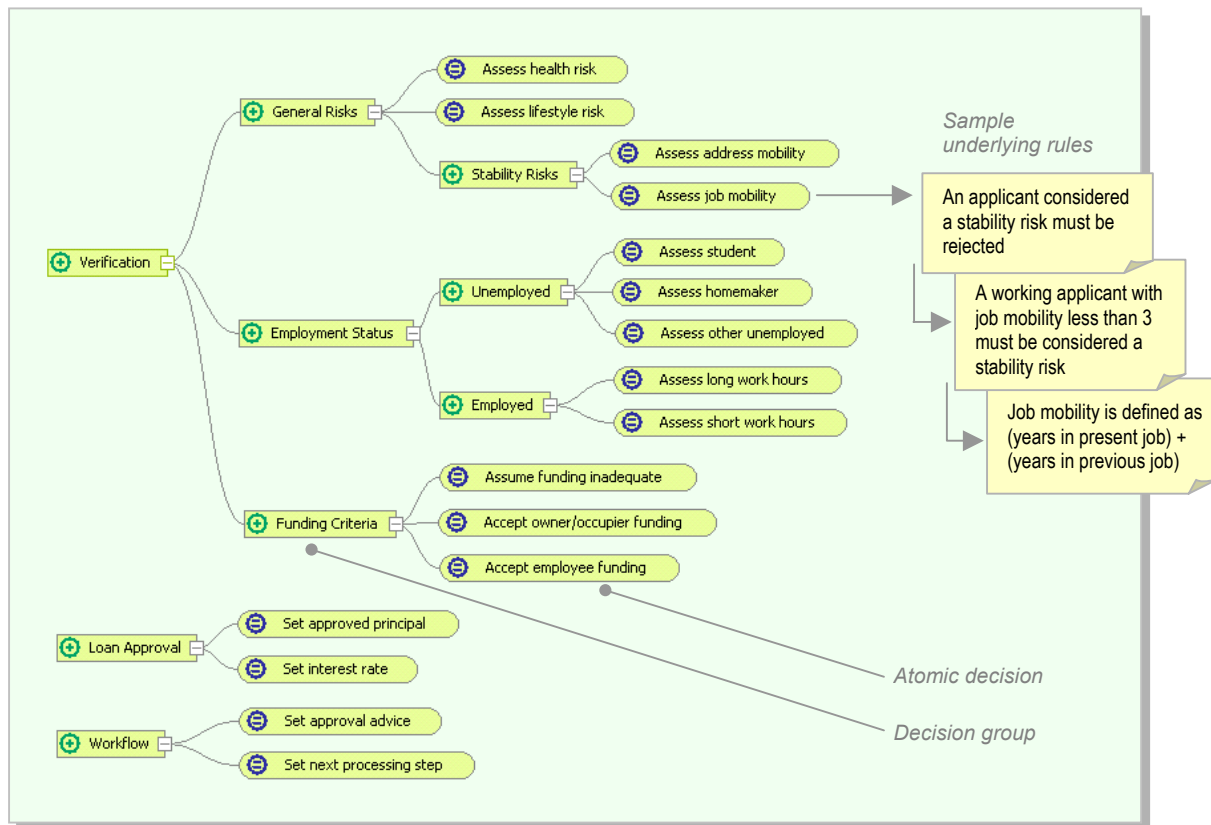 Assess health risk
General Risks
Assess lifestyle risk
Stability Risks
Assess address mobility
Assess job mobility
Sample
underlying rules
An applicant considered
a stability risk must be
rejected
A working applicant with
job mobility less than 3
must be considered a
stability risk
Job mobility is defined as
(years in present job) +
(years in previous job)
Verification
Employment Status
Unemployed
Assess student
Assess homemaker
Assess other unemployed
Employed
Assess long work hours
Assess short work hours
Funding Criteria
Assume funding inadequate
Accept owner/occupier funding
Accept employee funding
Loan Approval
Set approved principal
Set interest rate
Workflow
Set approval advice
Set next processing step
Atomic decision
Decision group